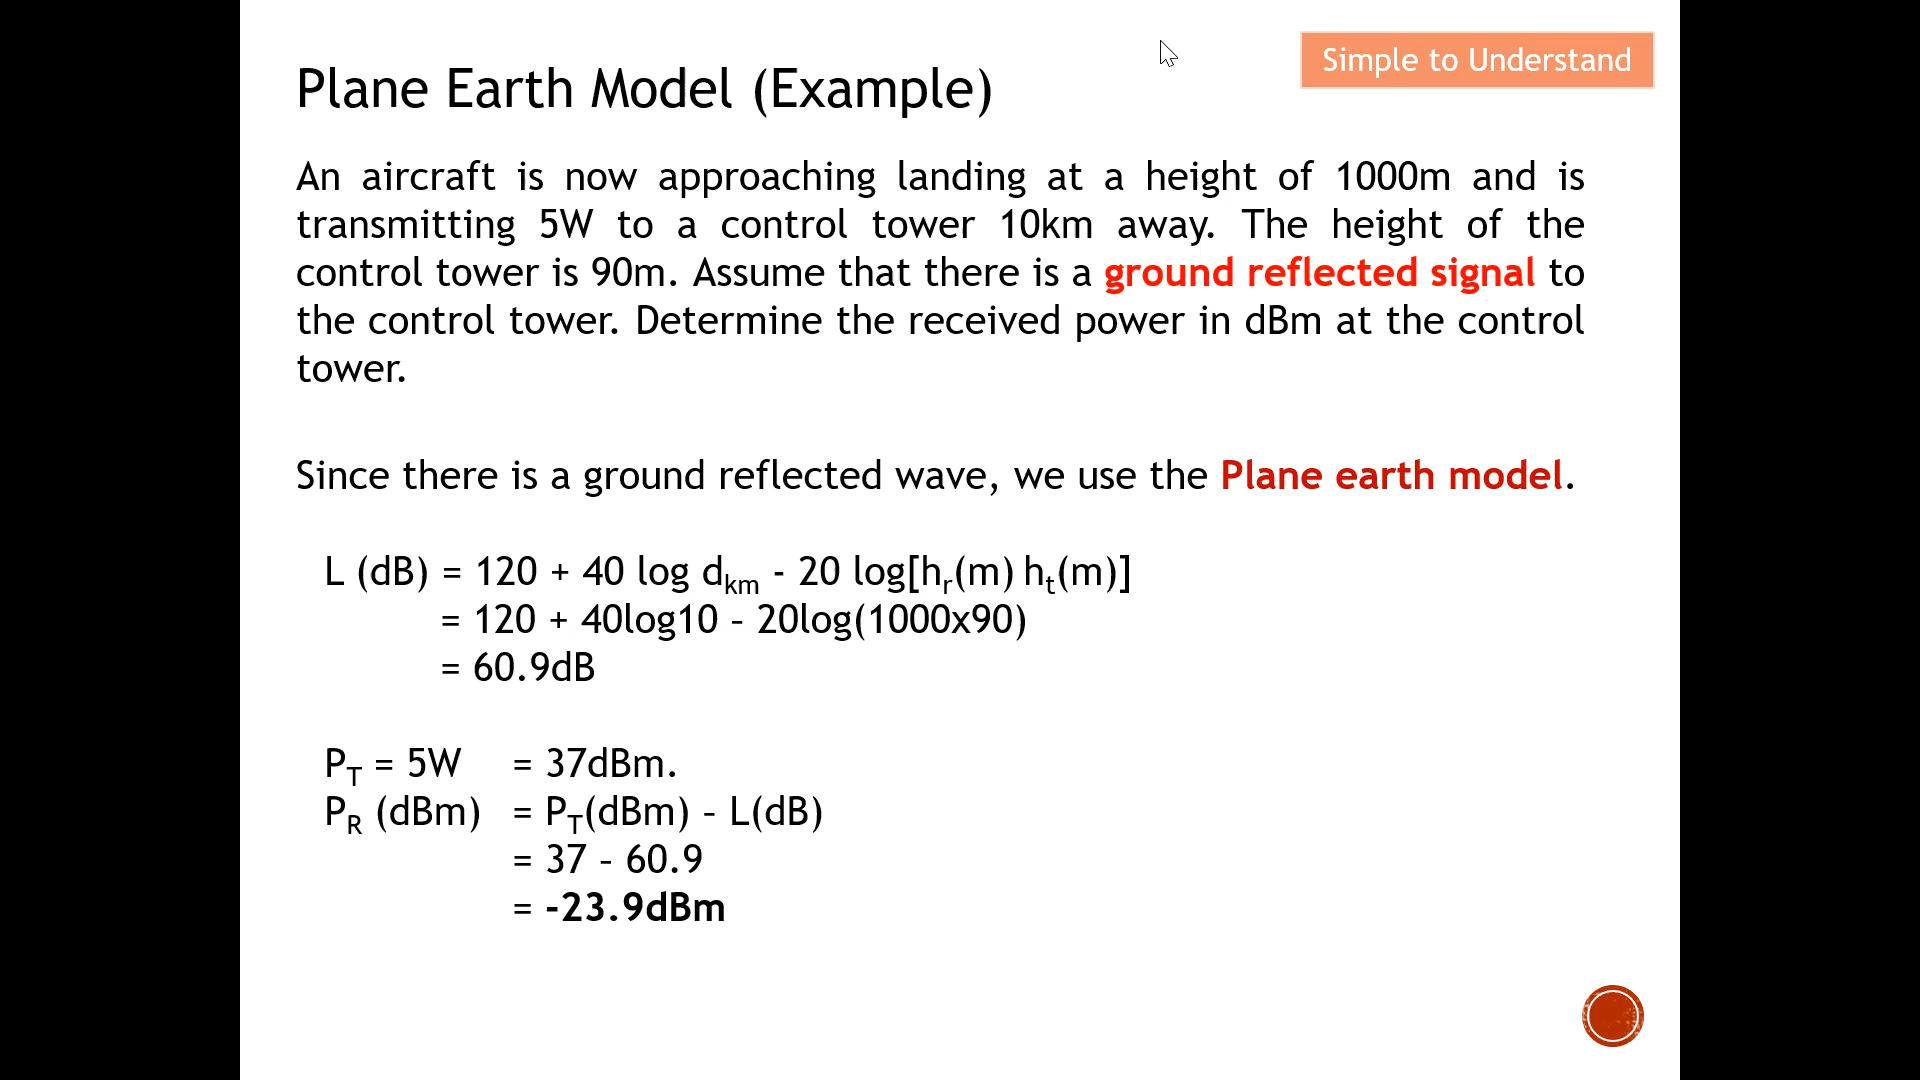 Simple to Understand
Plane Earth Model (Example)
An aircraft is now approaching landing at a height of 1000m and is
transmitting 5W to a control tower 10km away. The height of the
control tower is 90m. Assume that there is a ground reflected signal to
the control tower. Determine the received power in dBm at the control
tower.
Since there is a ground reflected wave, we use the Plane earth model.
L (dB) = 120 + 40 log dkm - 20 log[hr(m) ht(m)]
= 120 + 40log10 – 20log(1000x90)
= 60.9dB
PT = 5W = 37dBm.
PR (dBm) = PT(dBm) – L(dB)
= 37 – 60.9
= -23.9dBm